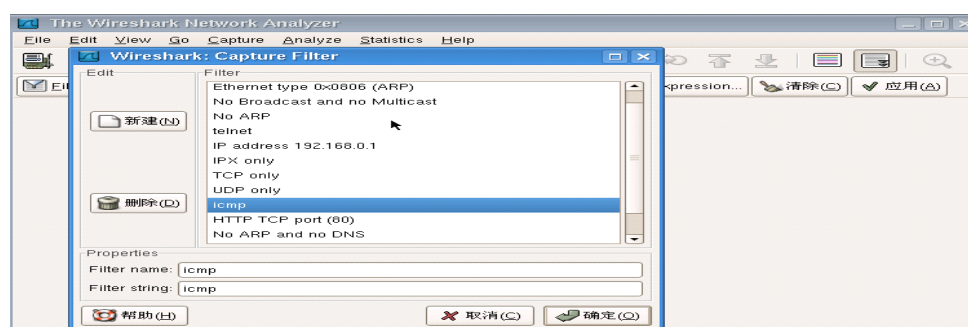 The Wireshark Network Analyzer
File Edit View Go Capture Analyze Statistics Help
Wireshark: Capture Filter
Edit
Filter
Ethernet type 0x0806 (ARP)
No Broadcast and no Multicast
No ARP
telnet
IP address 192.168.0.1
IPX only
TCP only
UDP only
icmp
HTTP TCP port (80)
No ARP and no DNS
新建(N)
删除(D)
清除(C)
应用(A)
Properties
Filter name: icmp
Filter string: icmp
帮助(H)
取消(C)
确定(O)